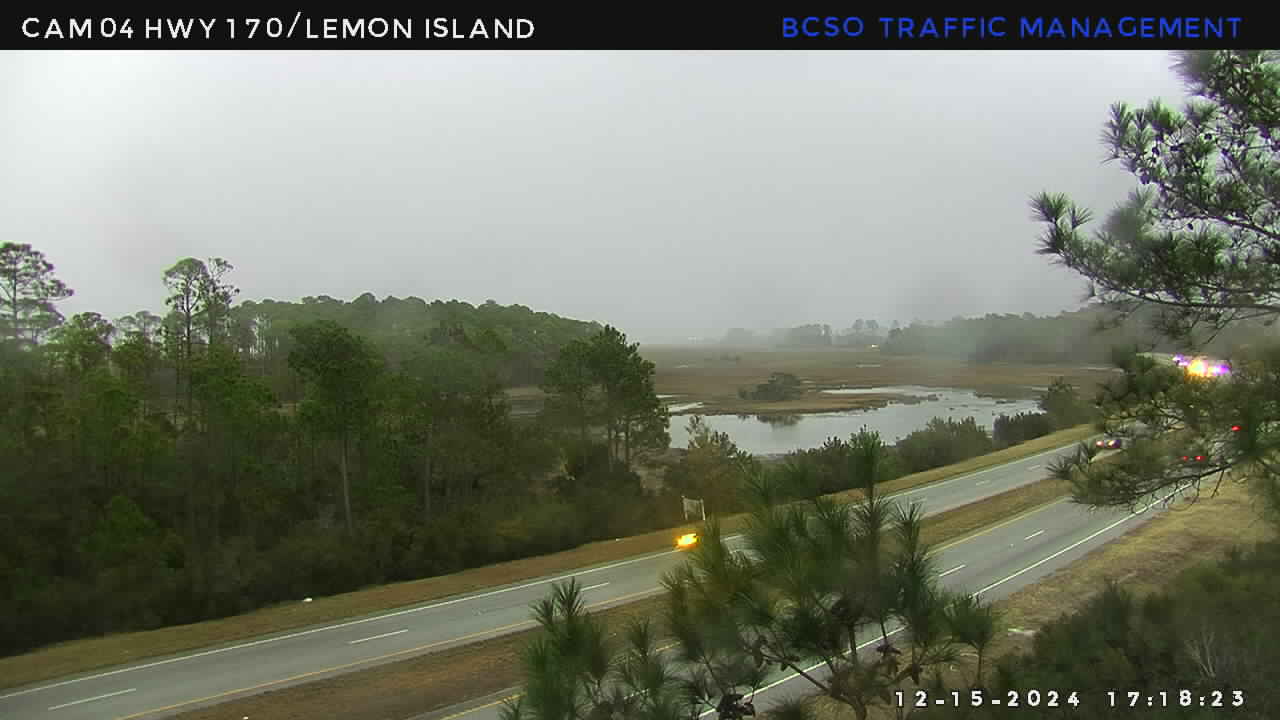 CAM04 HWY 170/LEMON ISLAND
BCSO TRAFFIC MANAGEMENT
12-15-2024 17:18:23